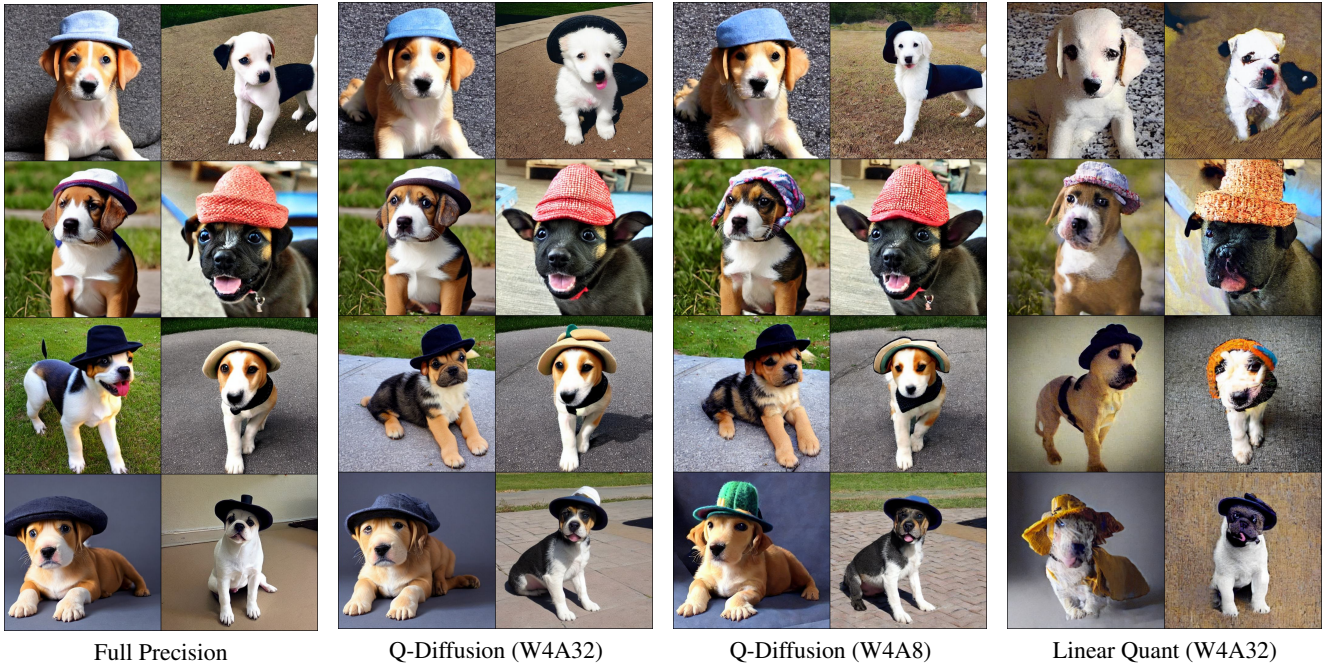 Full Precision
Q-Diffusion (W4A32)
Q-Diffusion (W4A8)
Linear Quant (W4A32)